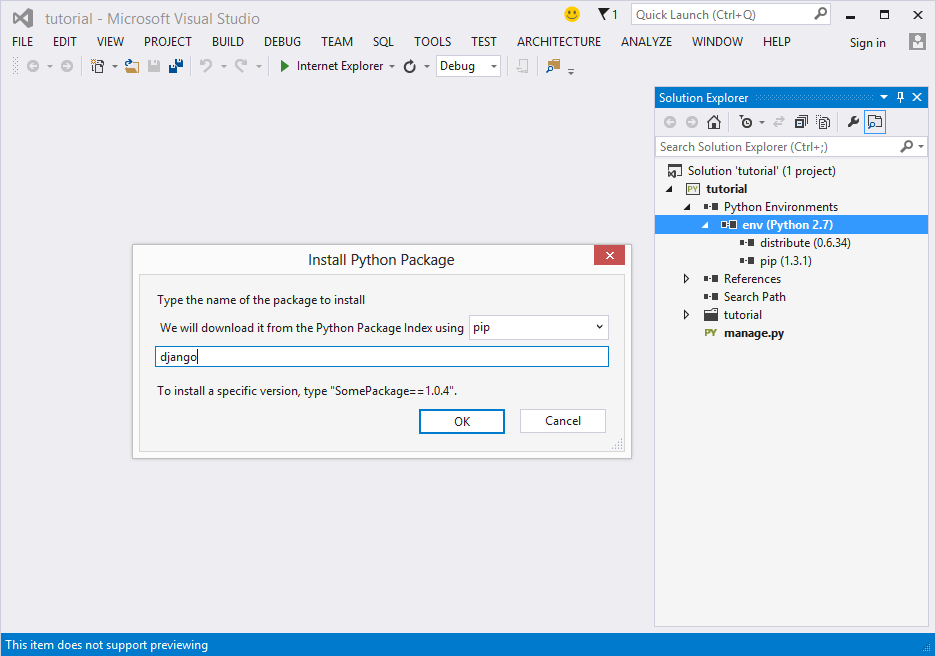 tutorial - Microsoft Visual Studio
1
Quick Launch (Ctrl+Q)
FILE EDIT VIEW PROJECT BUILD DEBUG TEAM SQL TOOLS TEST ARCHITECTURE ANALYZE WINDOW HELP Sign in
Internet Explorer Debug
Solution Explorer
Search Solution Explorer (Ctrl+;)
Solution 'tutorial' (1 project)
PY tutorial
Python Environments
env (Python 2.7)
distribute (0.6.34)
pip (1.3.1)
References
Search Path
tutorial
PY manage.py
Install Python Package
Type the name of the package to install
We will download it from the Python Package Index using pip
django
To install a specific version, type "SomePackage==1.0.4".
OK Cancel
This item does not support previewing